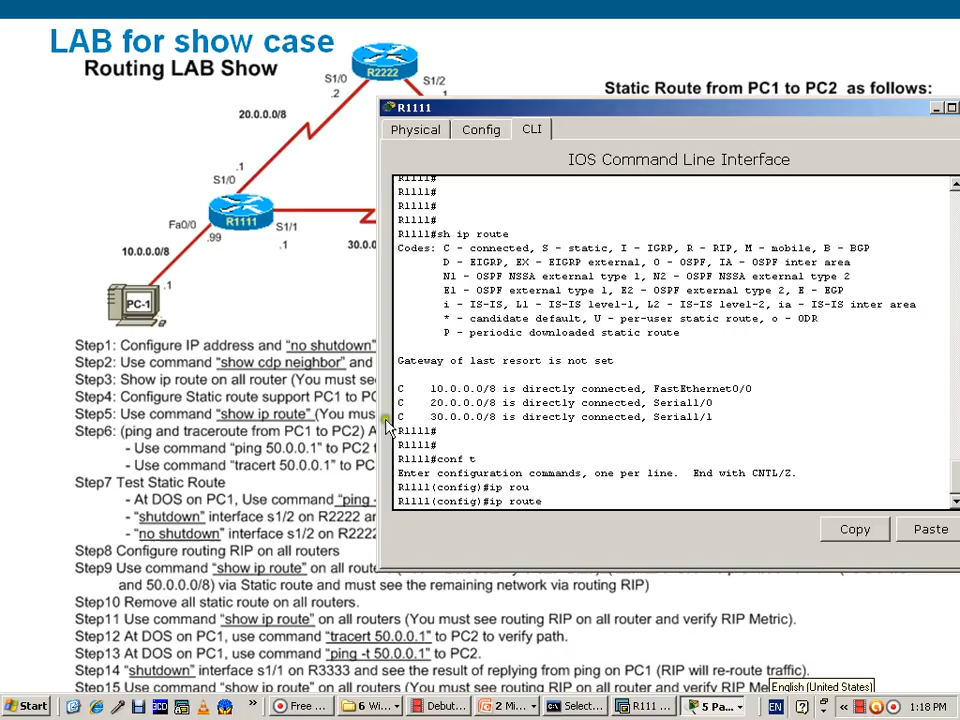 LAB for show case
Routing LAB Show
S1/0
R2222
S1/2
.2
.1
20.0.0.0/8
Static Route from PC1 to PC2 as follows:
R1111
Physical
Config
CLI
IOS Command Line Interface
.1
S1/0
R1111
Fa0/0
.99
S1/1
.1
10.0.0.0/8
30.0
.1
PC-1
R1111#
R1111#
R1111#
R1111#
R1111#sh ip route
Codes: C - connected, S - static, I - IGRP, R - RIP, M - mobile, B - BGP
D - EIGRP, EX - EIGRP external, O - OSPF, IA - OSPF inter area
N1 - OSPF NSSA external type 1, N2 - OSPF NSSA external type 2
E1 - OSPF external type 1, E2 - OSPF external type 2, E - EGP
i - IS-IS, L1 - IS-IS level-1, L2 - IS-IS level-2, ia - IS-IS inter area
* - candidate default, U - per-user static route, o - ODR
P - periodic downloaded static route
Gateway of last resort is not set
C 10.0.0.0/8 is directly connected, FastEthernet0/0
C 20.0.0.0/8 is directly connected, Serial1/0
C 30.0.0.0/8 is directly connected, Serial1/1
R1111#
R1111#
R1111#conf t
Enter configuration commands, one per line. End with CNTL/Z.
R1111(config)#ip rou
R1111(config)#ip route
Copy
Paste
Step1: Configure IP address and "no shutdown"
Step2: Use command "show cdp neighbor" and
Step3: Show ip route on all router (You must see
Step4: Configure Static route support PC1 to PC
Step5: Use command "show ip route" (You mus
Step6: (ping and traceroute from PC1 to PC2) A
- Use command "ping 50.0.0.1" to PC2
- Use command "tracert 50.0.0.1" to PC
Step7 Test Static Route
- At DOS on PC1, Use command "ping -
- "shutdown" interface s1/2 on R2222 a
- "no shutdown" interface s1/2 on R2222
Step8 Configure routing RIP on all routers
Step9 Use command "show ip route" on all route
and 50.0.0.0/8) via Static route and must see the remaining network via routing RIP)
Step10 Remove all static route on all routers.
Step11 Use command "show ip route" on all routers (You must see routing RIP on all router and verify RIP Metric).
Step12 At DOS on PC1, use command "tracert 50.0.0.1" to PC2 to verify path.
Step13 At DOS on PC1, use command "ping -t 50.0.0.1" to PC2.
Step14 "shutdown" interface s1/1 on R3333 and see the result of replying from ping on PC1 (RIP will re-route traffic).
Step15 Use command "show ip route" on all routers (You must see routing RIP on all router and verify RIP Me
English (United States)
Start
»
Free ...
6 Wi...
Debut...
2 Mi...
Select...
R111 ...
5 Pa...
EN
«
1:18 PM